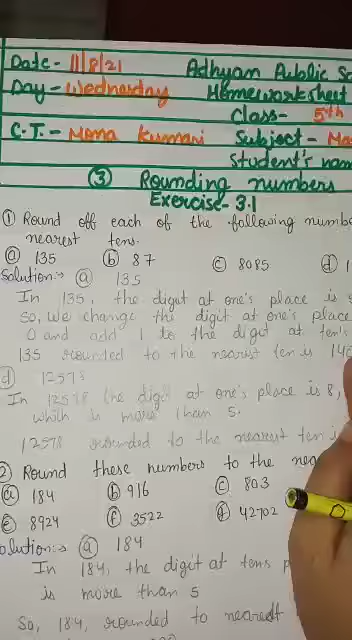 Date- 11/8/21 Adhyan Public Sc
Day- Wednesday Homeworksheet
Class- 5th
C.T.- Mona Kumari Subject- Ma
Student's nam
③ Rounding numbers
Exercise- 3.1
① Round off each of the following numbe
nearest tens.
ⓐ 135 ⓑ 87 ⓒ 8085 ⓓ 1
Solution:- ⓐ 135
In 135, the digit at one's place is 5
So, we change the digit at one's place
0 and add 1 to the digit at ten's
135 rounded to the nearest ten is 140
ⓓ 12578
In 12578 the digit at one's place is 8,
which is more than 5.
12578 rounded to the nearest ten is
② Round these numbers to the nea
ⓐ 184 ⓑ 916 ⓒ 803 ⓓ
ⓔ 8924 ⓕ 3522 42702
olution:- ⓐ 184
In 184, the digit at tens p
is more than 5
So, 184, rounded to nearest